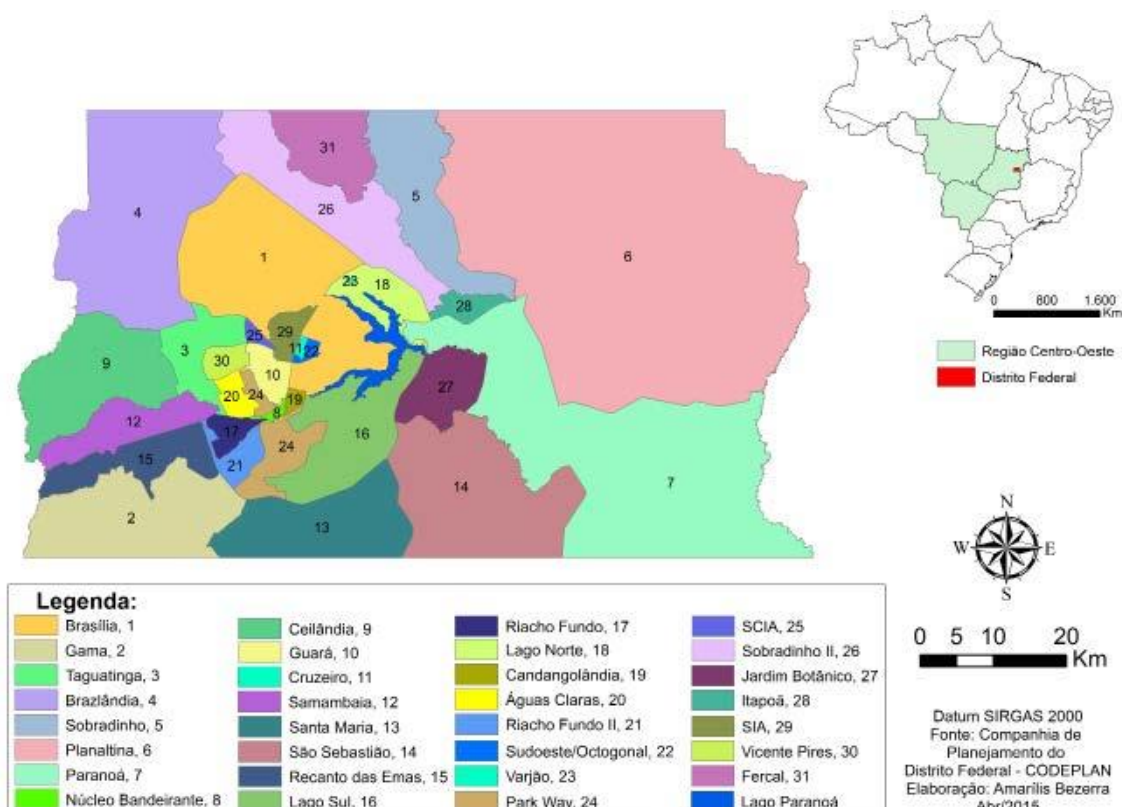 31
5
4
26
6
1
23
18
28
29
25
11
22
3
30
9
10
27
20
24
19
8
12
17
16
24
15
21
7
14
2
13
0 800 1.600
Km
Região Centro-Oeste
Distrito Federal
N
W E
S
0 5 10 20
Km
Legenda:
Brasília, 1
Gama, 2
Taguatinga, 3
Brazlândia, 4
Sobradinho, 5
Planaltina, 6
Paranoá, 7
Núcleo Bandeirante, 8
Ceilândia, 9
Guará, 10
Cruzeiro, 11
Samambaia, 12
Santa Maria, 13
São Sebastião, 14
Recanto das Emas, 15
Lago Sul, 16
Riacho Fundo, 17
Lago Norte, 18
Candangolândia, 19
Águas Claras, 20
Riacho Fundo II, 21
Sudoeste/Octogonal, 22
Varjão, 23
Park Way, 24
SCIA, 25
Sobradinho II, 26
Jardim Botânico, 27
Itapoã, 28
SIA, 29
Vicente Pires, 30
Fercal, 31
Lago Paranoá
Datum SIRGAS 2000
Fonte: Companhia de
Planejamento do
Distrito Federal - CODEPLAN
Elaboração: Amarílis Bezerra